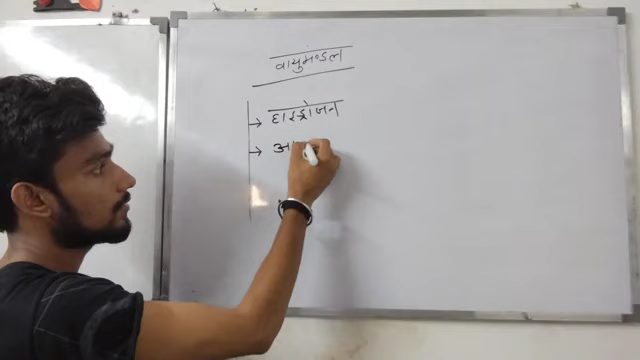 वायुमण्डल
→ हाइड्रोजन
→ आ